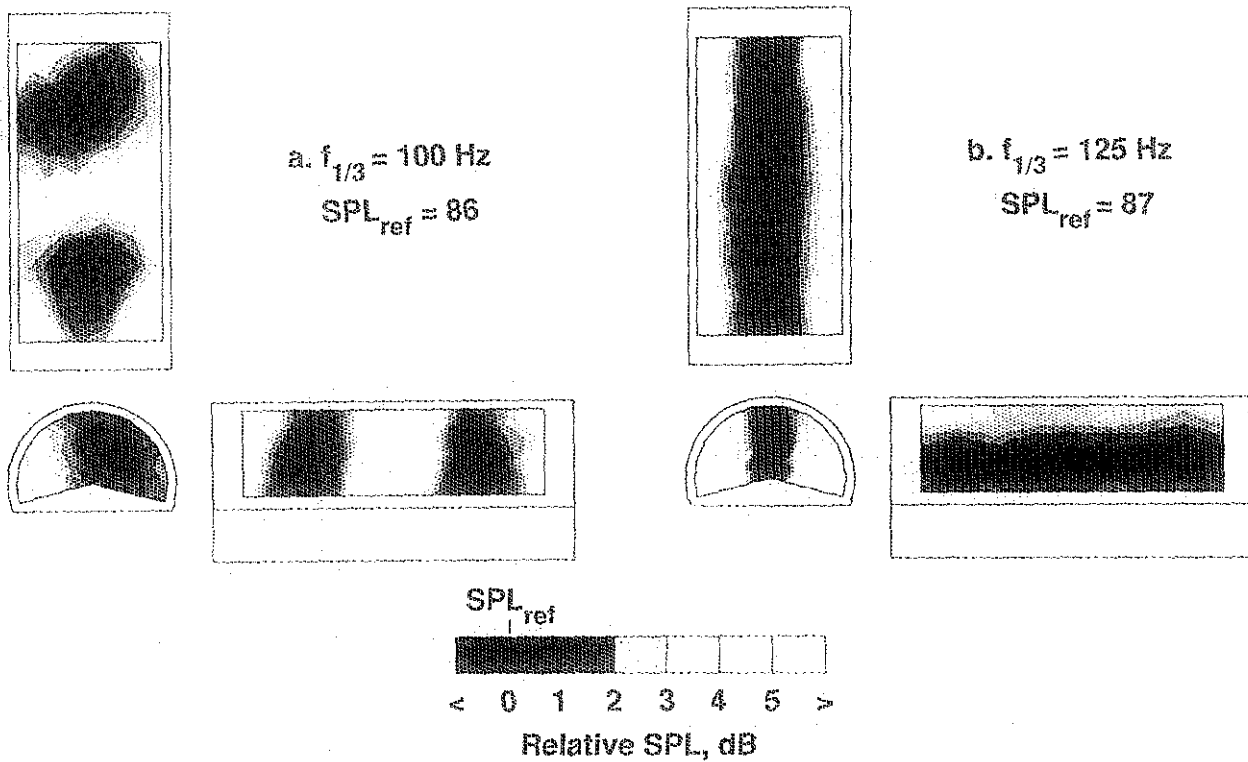 a. f1/3 = 100 Hz
SPLref = 86
b. f1/3 = 125 Hz
SPLref = 87
SPLref
< 0 1 2 3 4 5 >
Relative SPL, dB